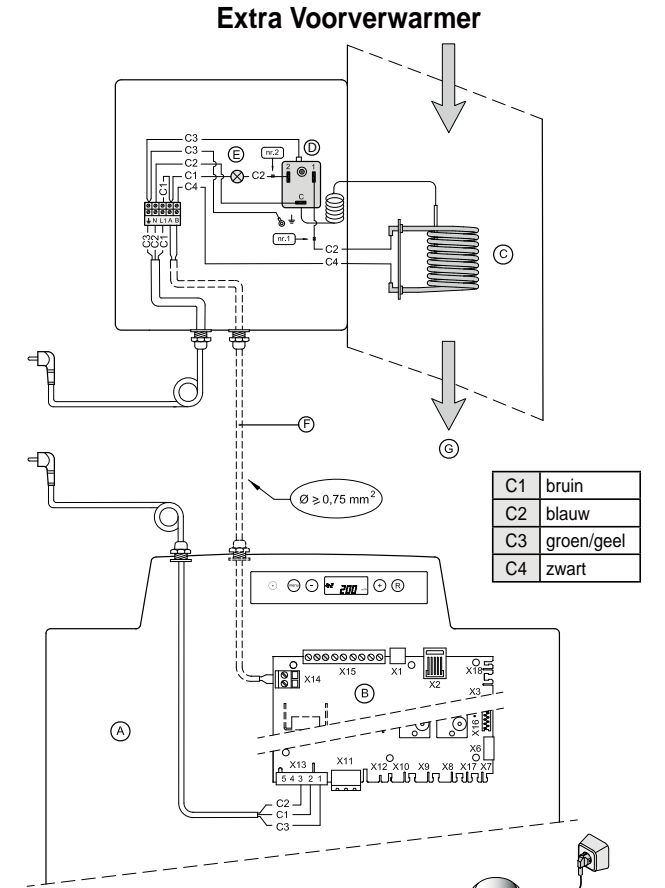 Extra Voorverwarmer
C3
C3
C2
C1
C4
C1
E
C2
nr.2
D
2
1
C
nr.1
C2
C4
⏚ N L1 A B
C3
C2
C1
C
F
G
Ø ≥ 0,75 mm²
C1 bruin
C2 blauw
C3 groen/geel
C4 zwart
menu
− 200 + R
X14
X15
X1
X2
X18
X3
X16
X6
A
B
X13
X11
X12 X10 X9 X8 X17 X7
5 4 3 2 1
C2
C1
C3